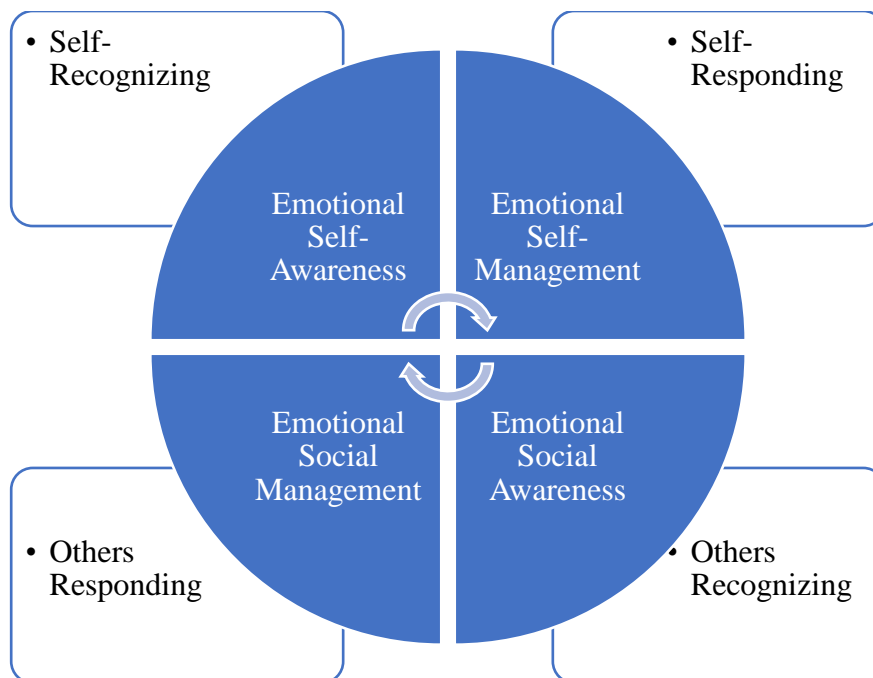 • Self-
Recognizing
• Self-
Responding
Emotional
Self-
Awareness
Emotional
Self-
Management
Emotional
Social
Management
Emotional
Social
Awareness
• Others
Responding
• Others
Recognizing